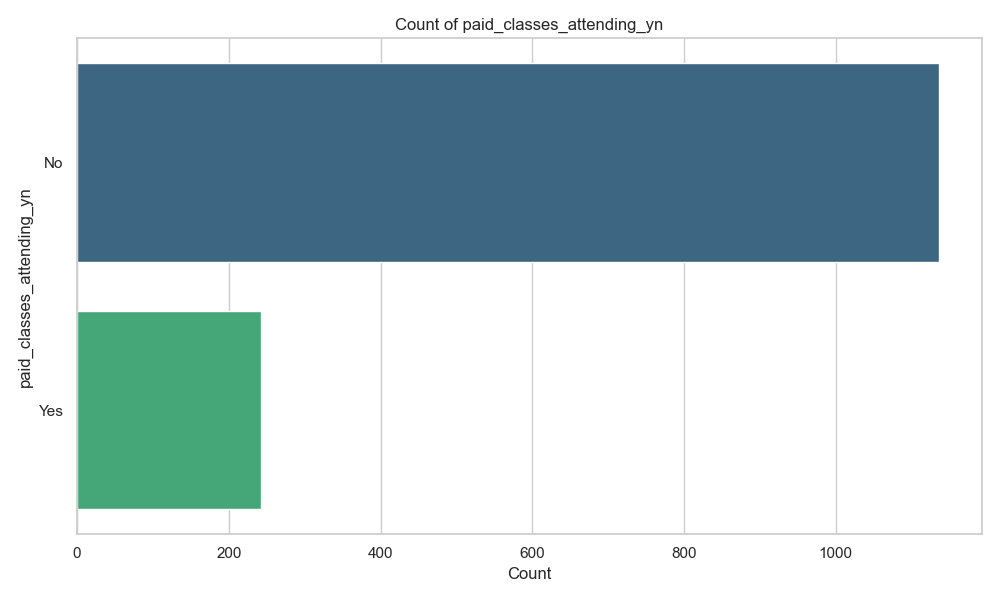 Count of paid_classes_attending_yn
paid_classes_attending_yn
No
Yes
0 200 400 600 800 1000
Count